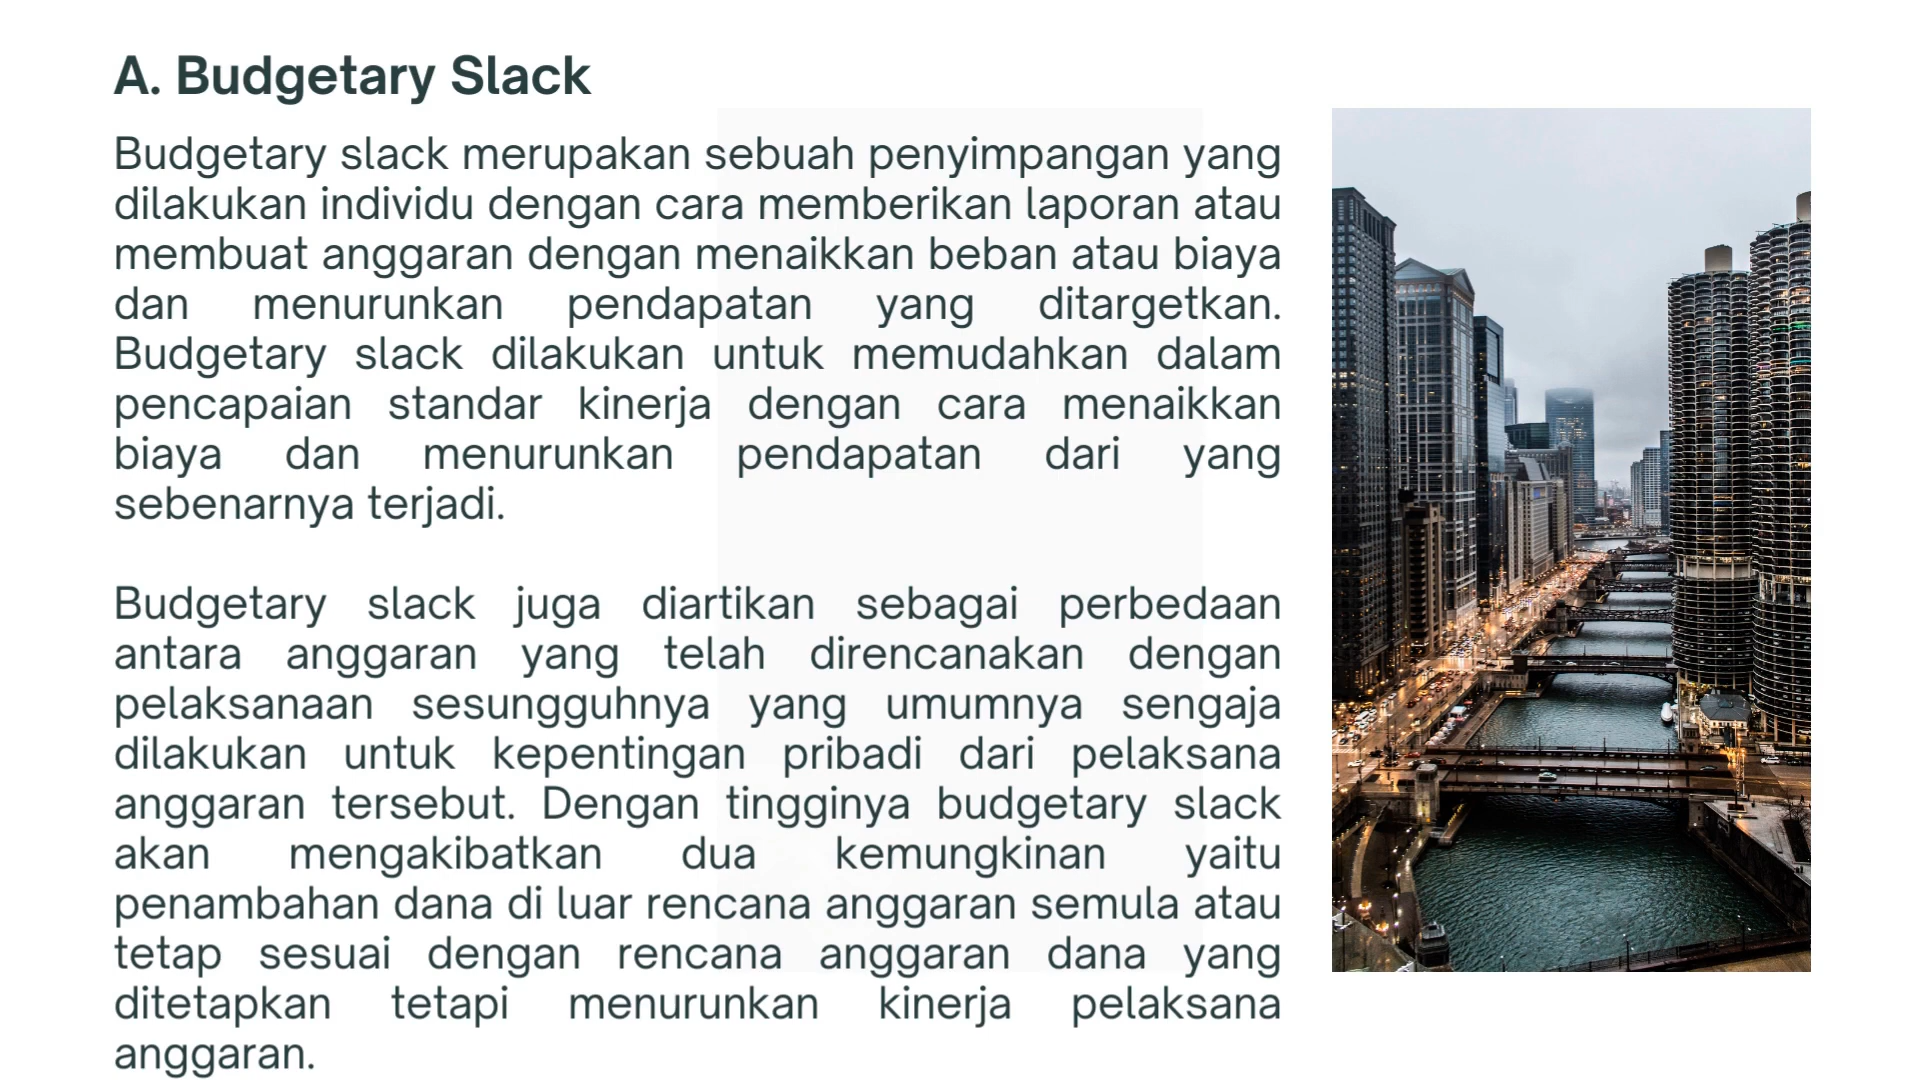 A. Budgetary Slack
Budgetary slack merupakan sebuah penyimpangan yang
dilakukan individu dengan cara memberikan laporan atau
membuat anggaran dengan menaikkan beban atau biaya
dan menurunkan pendapatan yang ditargetkan.
Budgetary slack dilakukan untuk memudahkan dalam
pencapaian standar kinerja dengan cara menaikkan
biaya dan menurunkan pendapatan dari yang
sebenarnya terjadi.
Budgetary slack juga diartikan sebagai perbedaan
antara anggaran yang telah direncanakan dengan
pelaksanaan sesungguhnya yang umumnya sengaja
dilakukan untuk kepentingan pribadi dari pelaksana
anggaran tersebut. Dengan tingginya budgetary slack
akan mengakibatkan dua kemungkinan yaitu
penambahan dana di luar rencana anggaran semula atau
tetap sesuai dengan rencana anggaran dana yang
ditetapkan tetapi menurunkan kinerja pelaksana
anggaran.